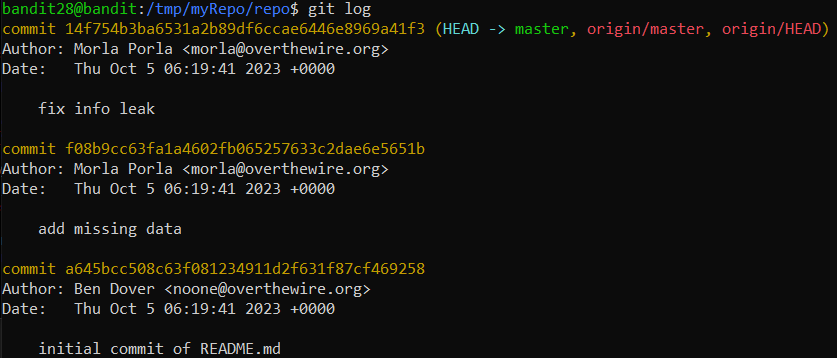 bandit28@bandit:/tmp/myRepo/repo$ git log
commit 14f754b3ba6531a2b89df6ccae6446e8969a41f3 (HEAD -> master, origin/master, origin/HEAD)
Author: Morla Porla <morla@overthewire.org>
Date:   Thu Oct 5 06:19:41 2023 +0000
    fix info leak
commit f08b9cc63fa1a4602fb065257633c2dae6e5651b
Author: Morla Porla <morla@overthewire.org>
Date:   Thu Oct 5 06:19:41 2023 +0000
    add missing data
commit a645bcc508c63f081234911d2f631f87cf469258
Author: Ben Dover <noone@overthewire.org>
Date:   Thu Oct 5 06:19:41 2023 +0000
    initial commit of README.md